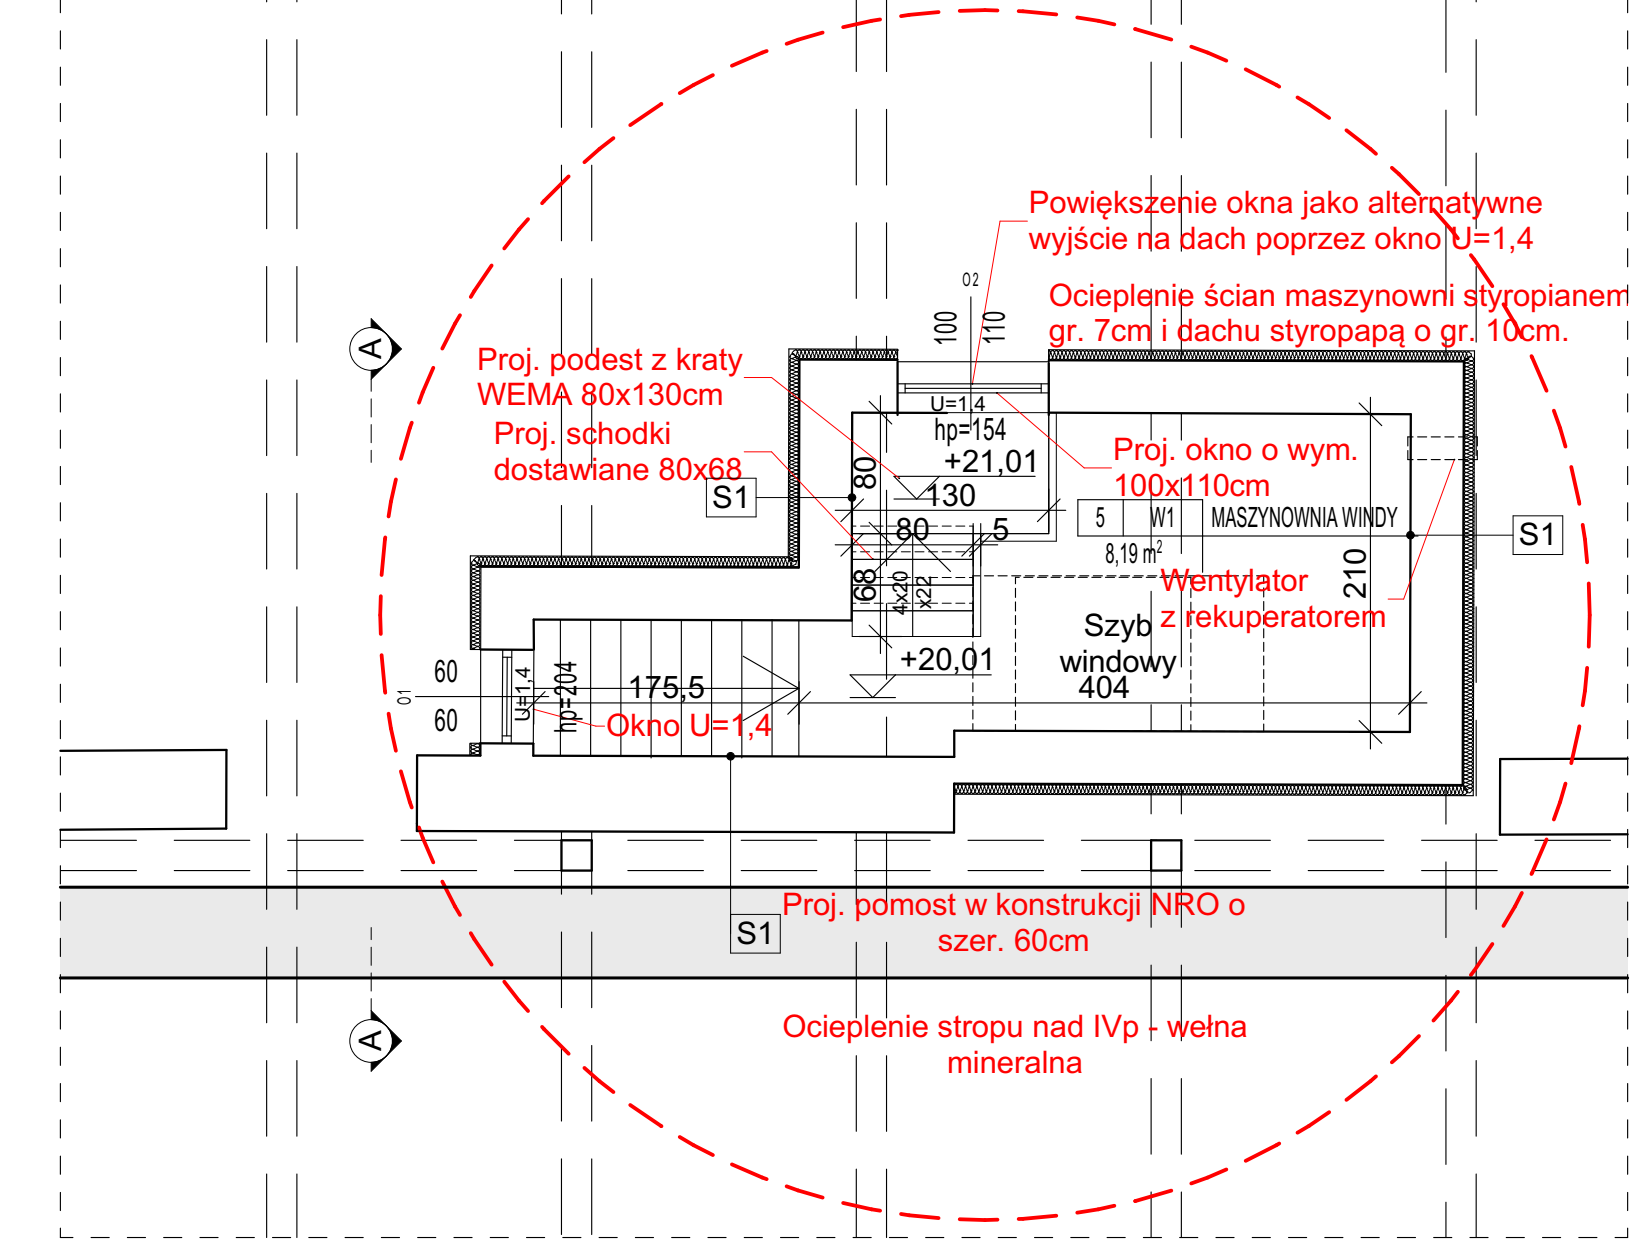 Powiększenie okna jako alternatywne
wyjście na dach poprzez okno U=1,4
O2
Ocieplenie ścian maszynowni styropianem
gr. 7cm i dachu styropapą o gr. 10cm.
100
110
A
Proj. podest z kraty
WEMA 80x130cm
Proj. schodki
dostawiane 80x68
U=1,4
hp=154
+21,01
Proj. okno o wym.
100x110cm
S1
80
130
5 W1 MASZYNOWNIA WINDY
8,19 m²
S1
80
5
68
4x20
x22
210
Wentylator
z rekuperatorem
Szyb
windowy
404
+20,01
60
O1
60
U=1,4
hp=204
175,5
Okno U=1,4
Proj. pomost w konstrukcji NRO o
szer. 60cm
S1
Ocieplenie stropu nad IVp - wełna
mineralna
A